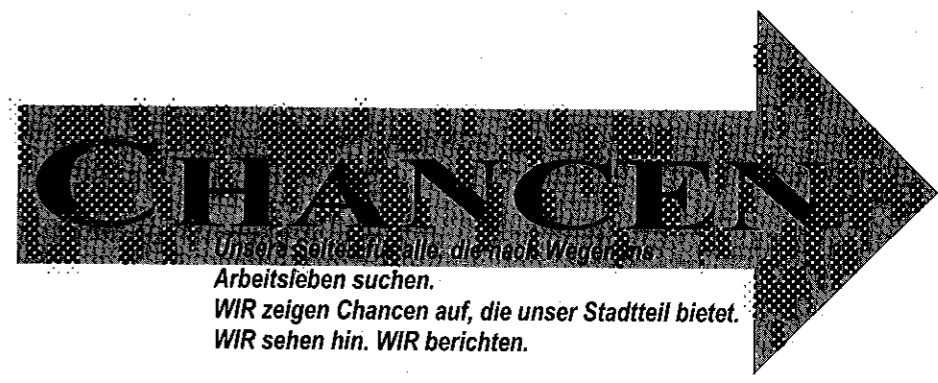 CHANCEN
Unsere Seiten für alle, die nach Wegen ins
Arbeitsleben suchen.
WIR zeigen Chancen auf, die unser Stadtteil bietet.
WIR sehen hin. WIR berichten.